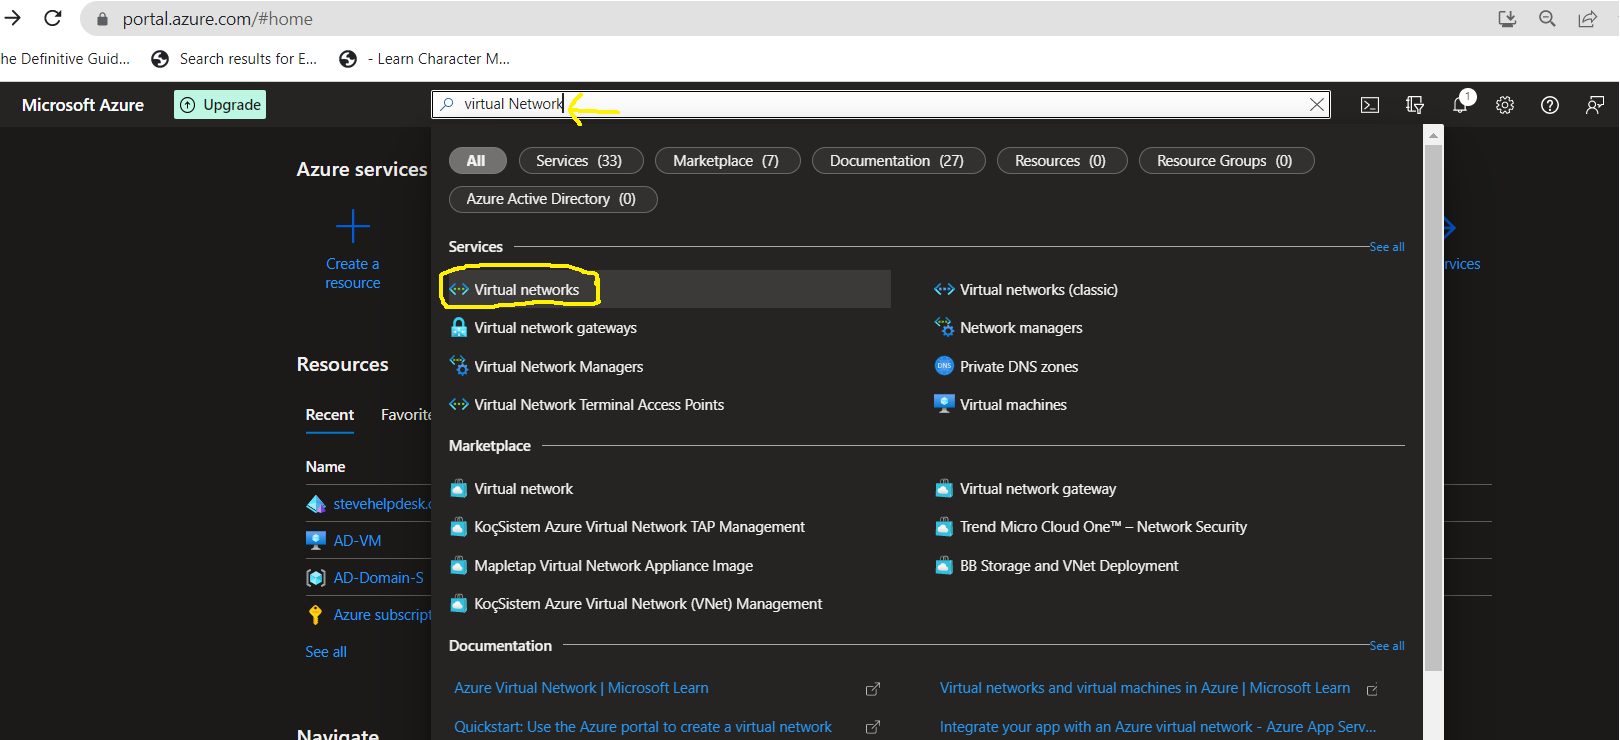 portal.azure.com/#home
he Definitive Guid... Search results for E... - Learn Character M...
Microsoft Azure Upgrade virtual Network 1
All Services (33) Marketplace (7) Documentation (27) Resources (0) Resource Groups (0)
Azure Active Directory (0)
Azure services
Create a
resource
rvices
Services See all
Virtual networks Virtual networks (classic)
Virtual network gateways Network managers
Virtual Network Managers DNS Private DNS zones
Virtual Network Terminal Access Points Virtual machines
Resources
Recent Favorite
Name
stevehelpdesk.
AD-VM
AD-Domain-S
Azure subscript
See all
Navigate
Marketplace
Virtual network Virtual network gateway
KoçSistem Azure Virtual Network TAP Management Trend Micro Cloud One™ – Network Security
Mapletap Virtual Network Appliance Image BB Storage and VNet Deployment
KoçSistem Azure Virtual Network (VNet) Management
Documentation See all
Azure Virtual Network | Microsoft Learn Virtual networks and virtual machines in Azure | Microsoft Learn
Quickstart: Use the Azure portal to create a virtual network Integrate your app with an Azure virtual network - Azure App Serv...